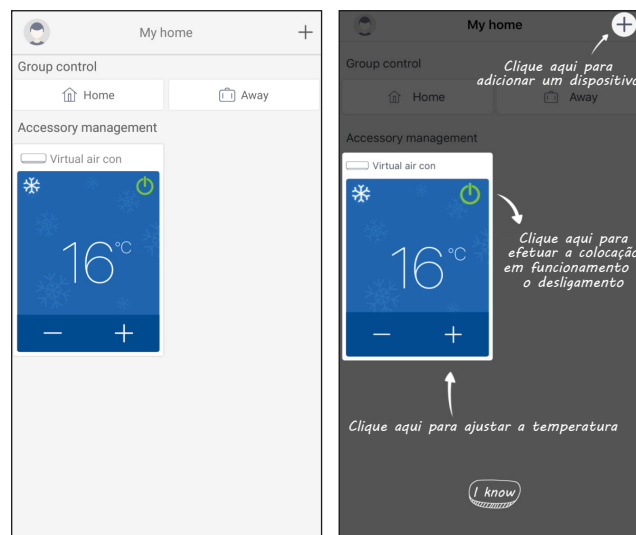 My home
+
Group control
Home
Away
Accessory management
Virtual air con
16°C
− +
My home
+
Clique aqui para
adicionar um dispositivo
Group control
Home
Away
Accessory management
Virtual air con
16°C
− +
Clique aqui para
efetuar a colocação
em funcionamento
o desligamento
Clique aqui para ajustar a temperatura
I know